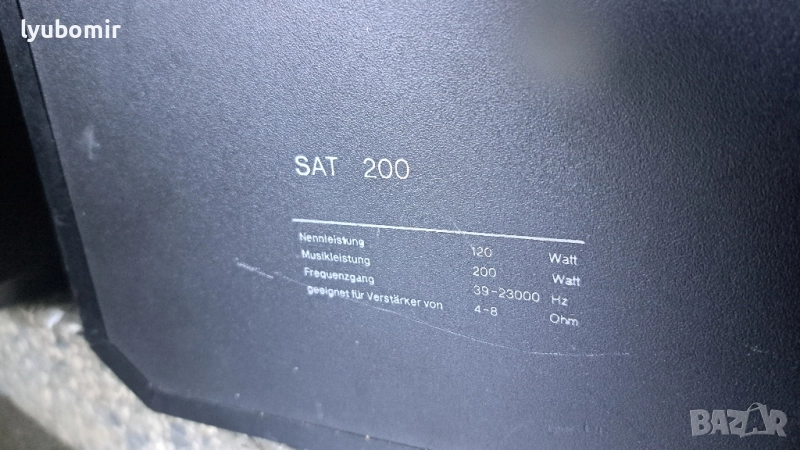 lyubomir
SAT 200
Nennleistung 120 Watt
Musikleistung 200 Watt
Frequenzgang 39-23000 Hz
geeignet für Verstärker von 4-8 Ohm
BAZAR